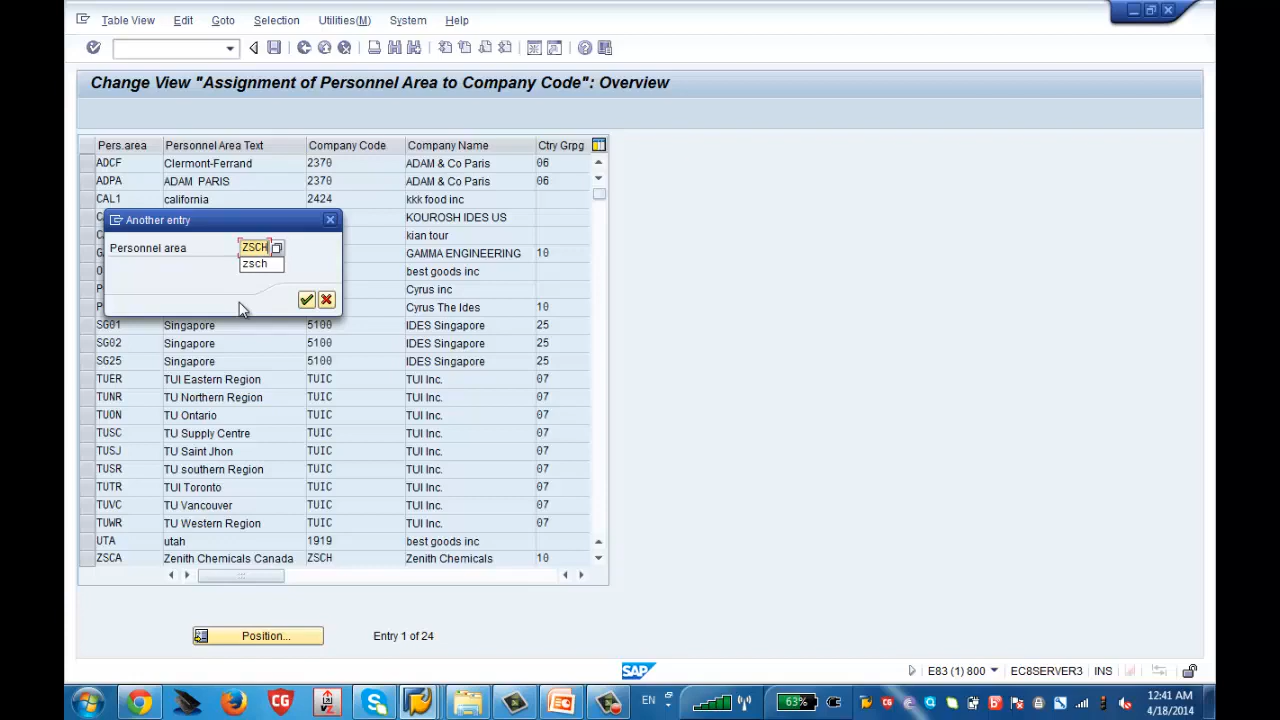 Table View Edit Goto Selection Utilities(M) System Help
Change View "Assignment of Personnel Area to Company Code": Overview
Pers.area Personnel Area Text Company Code Company Name Ctry Grpg
ADCF Clermont-Ferrand 2370 ADAM & Co Paris 06
ADPA ADAM PARIS 2370 ADAM & Co Paris 06
CAL1 california 2424 kkk food inc
Another entry
KOUROSH IDES US
kian tour
Personnel area ZSCH
GAMMA ENGINEERING 10
zsch
best goods inc
Cyrus inc
Cyrus The Ides 10
SG01 Singapore 5100 IDES Singapore 25
SG02 Singapore 5100 IDES Singapore 25
SG25 Singapore 5100 IDES Singapore 25
TUER TUI Eastern Region TUIC TUI Inc. 07
TUNR TU Northern Region TUIC TUI Inc. 07
TUON TU Ontario TUIC TUI Inc. 07
TUSC TU Supply Centre TUIC TUI Inc. 07
TUSJ TU Saint Jhon TUIC TUI Inc. 07
TUSR TU southern Region TUIC TUI Inc. 07
TUTR TUI Toronto TUIC TUI Inc. 07
TUVC TU Vancouver TUIC TUI Inc. 07
TUWR TU Western Region TUIC TUI Inc. 07
UTA utah 1919 best goods inc
ZSCA Zenith Chemicals Canada ZSCH Zenith Chemicals 10
Position... Entry 1 of 24
SAP E83 (1) 800 EC8SERVER3 INS
CG EN 63% 12:41 AM
4/18/2014